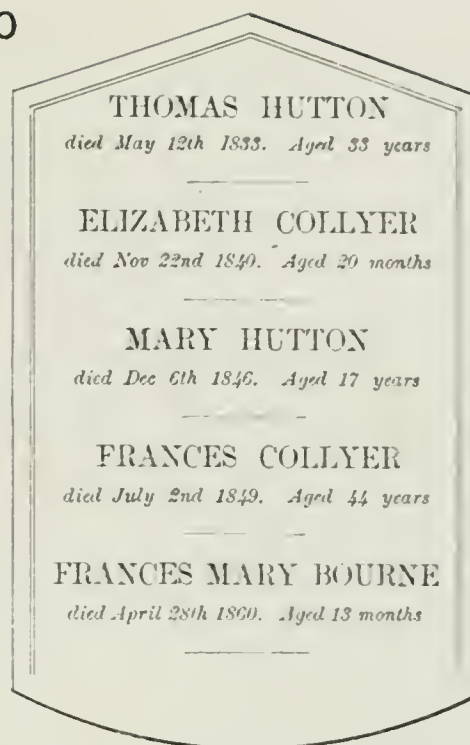 THOMAS HUTTON
died May 12th 1833. Aged 33 years
ELIZABETH COLLYER
died Nov 22nd 1840. Aged 20 months
MARY HUTTON
died Dec 6th 1846. Aged 17 years
FRANCES COLLYER
died July 2nd 1849. Aged 44 years
FRANCES MARY BOURNE
died April 28th 1860. Aged 13 months